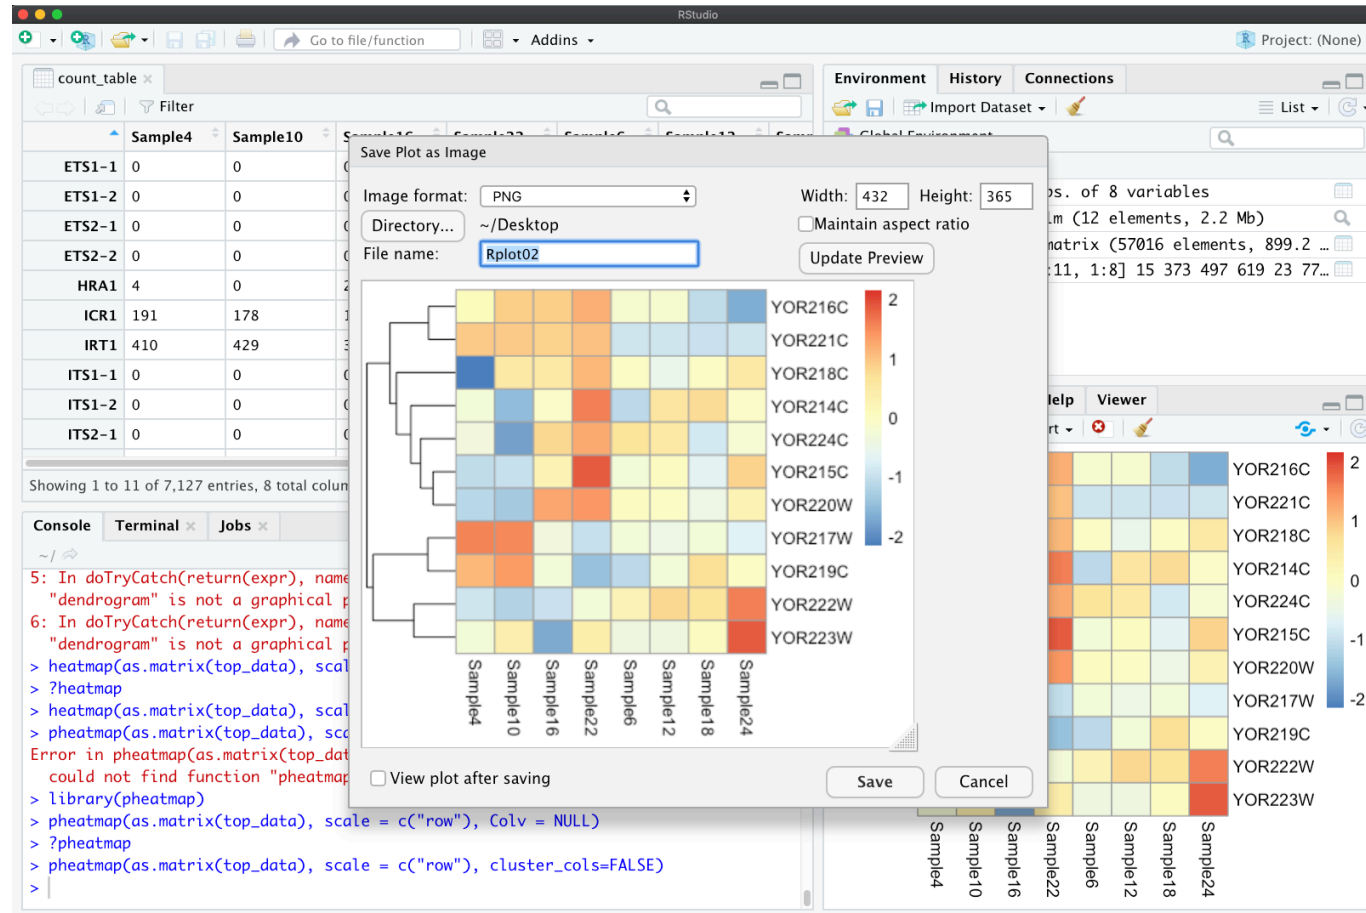 RStudio
Go to file/function
Addins
Project: (None)
count_table
Filter
Sample4 Sample10
ETS1-1 0 0
ETS1-2 0 0
ETS2-1 0 0
ETS2-2 0 0
HRA1 4 0
ICR1 191 178
IRT1 410 429
ITS1-1 0 0
ITS1-2 0 0
ITS2-1 0 0
Showing 1 to 11 of 7,127 entries, 8 total colum
Console Terminal Jobs
~/
5: In doTryCatch(return(expr), name
"dendrogram" is not a graphical p
6: In doTryCatch(return(expr), name
"dendrogram" is not a graphical p
> heatmap(as.matrix(top_data), scal
> ?heatmap
> heatmap(as.matrix(top_data), scal
> pheatmap(as.matrix(top_data), sca
Error in pheatmap(as.matrix(top_dat
could not find function "pheatmap
> library(pheatmap)
> pheatmap(as.matrix(top_data), scale = c("row"), Colv = NULL)
> ?pheatmap
> pheatmap(as.matrix(top_data), scale = c("row"), cluster_cols=FALSE)
>
Save Plot as Image
Image format: PNG
Width: 432 Height: 365
Directory... ~/Desktop
Maintain aspect ratio
File name: Rplot02
Update Preview
YOR216C
YOR221C
YOR218C
YOR214C
YOR224C
YOR215C
YOR220W
YOR217W
YOR219C
YOR222W
YOR223W
2
1
0
-1
-2
Sample4
Sample10
Sample16
Sample22
Sample6
Sample12
Sample18
Sample24
View plot after saving
Save Cancel
Environment History Connections
Import Dataset
List
bs. of 8 variables
lm (12 elements, 2.2 Mb)
matrix (57016 elements, 899.2 …
:11, 1:8] 15 373 497 619 23 77…
Help Viewer
rt
YOR216C
YOR221C
YOR218C
YOR214C
YOR224C
YOR215C
YOR220W
YOR217W
YOR219C
YOR222W
YOR223W
2
1
0
-1
-2
Sample4
Sample10
Sample16
Sample22
Sample6
Sample12
Sample18
Sample24